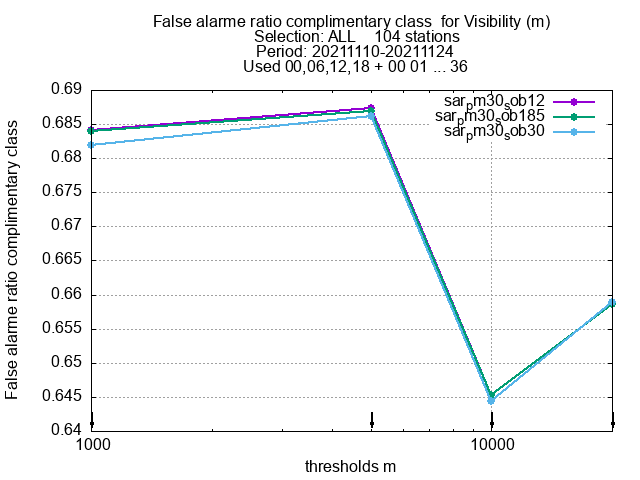 False alarme ratio complimentary class  for Visibility (m)
Selection: ALL    104 stations
Period: 20211110-20211124
Used 00,06,12,18 + 00 01 ... 36
False alarme ratio complimentary class
0.69
0.685
0.68
0.675
0.67
0.665
0.66
0.655
0.65
0.645
0.64
sarpm30sob12
sarpm30sob185
sarpm30sob30
1000
10000
thresholds m